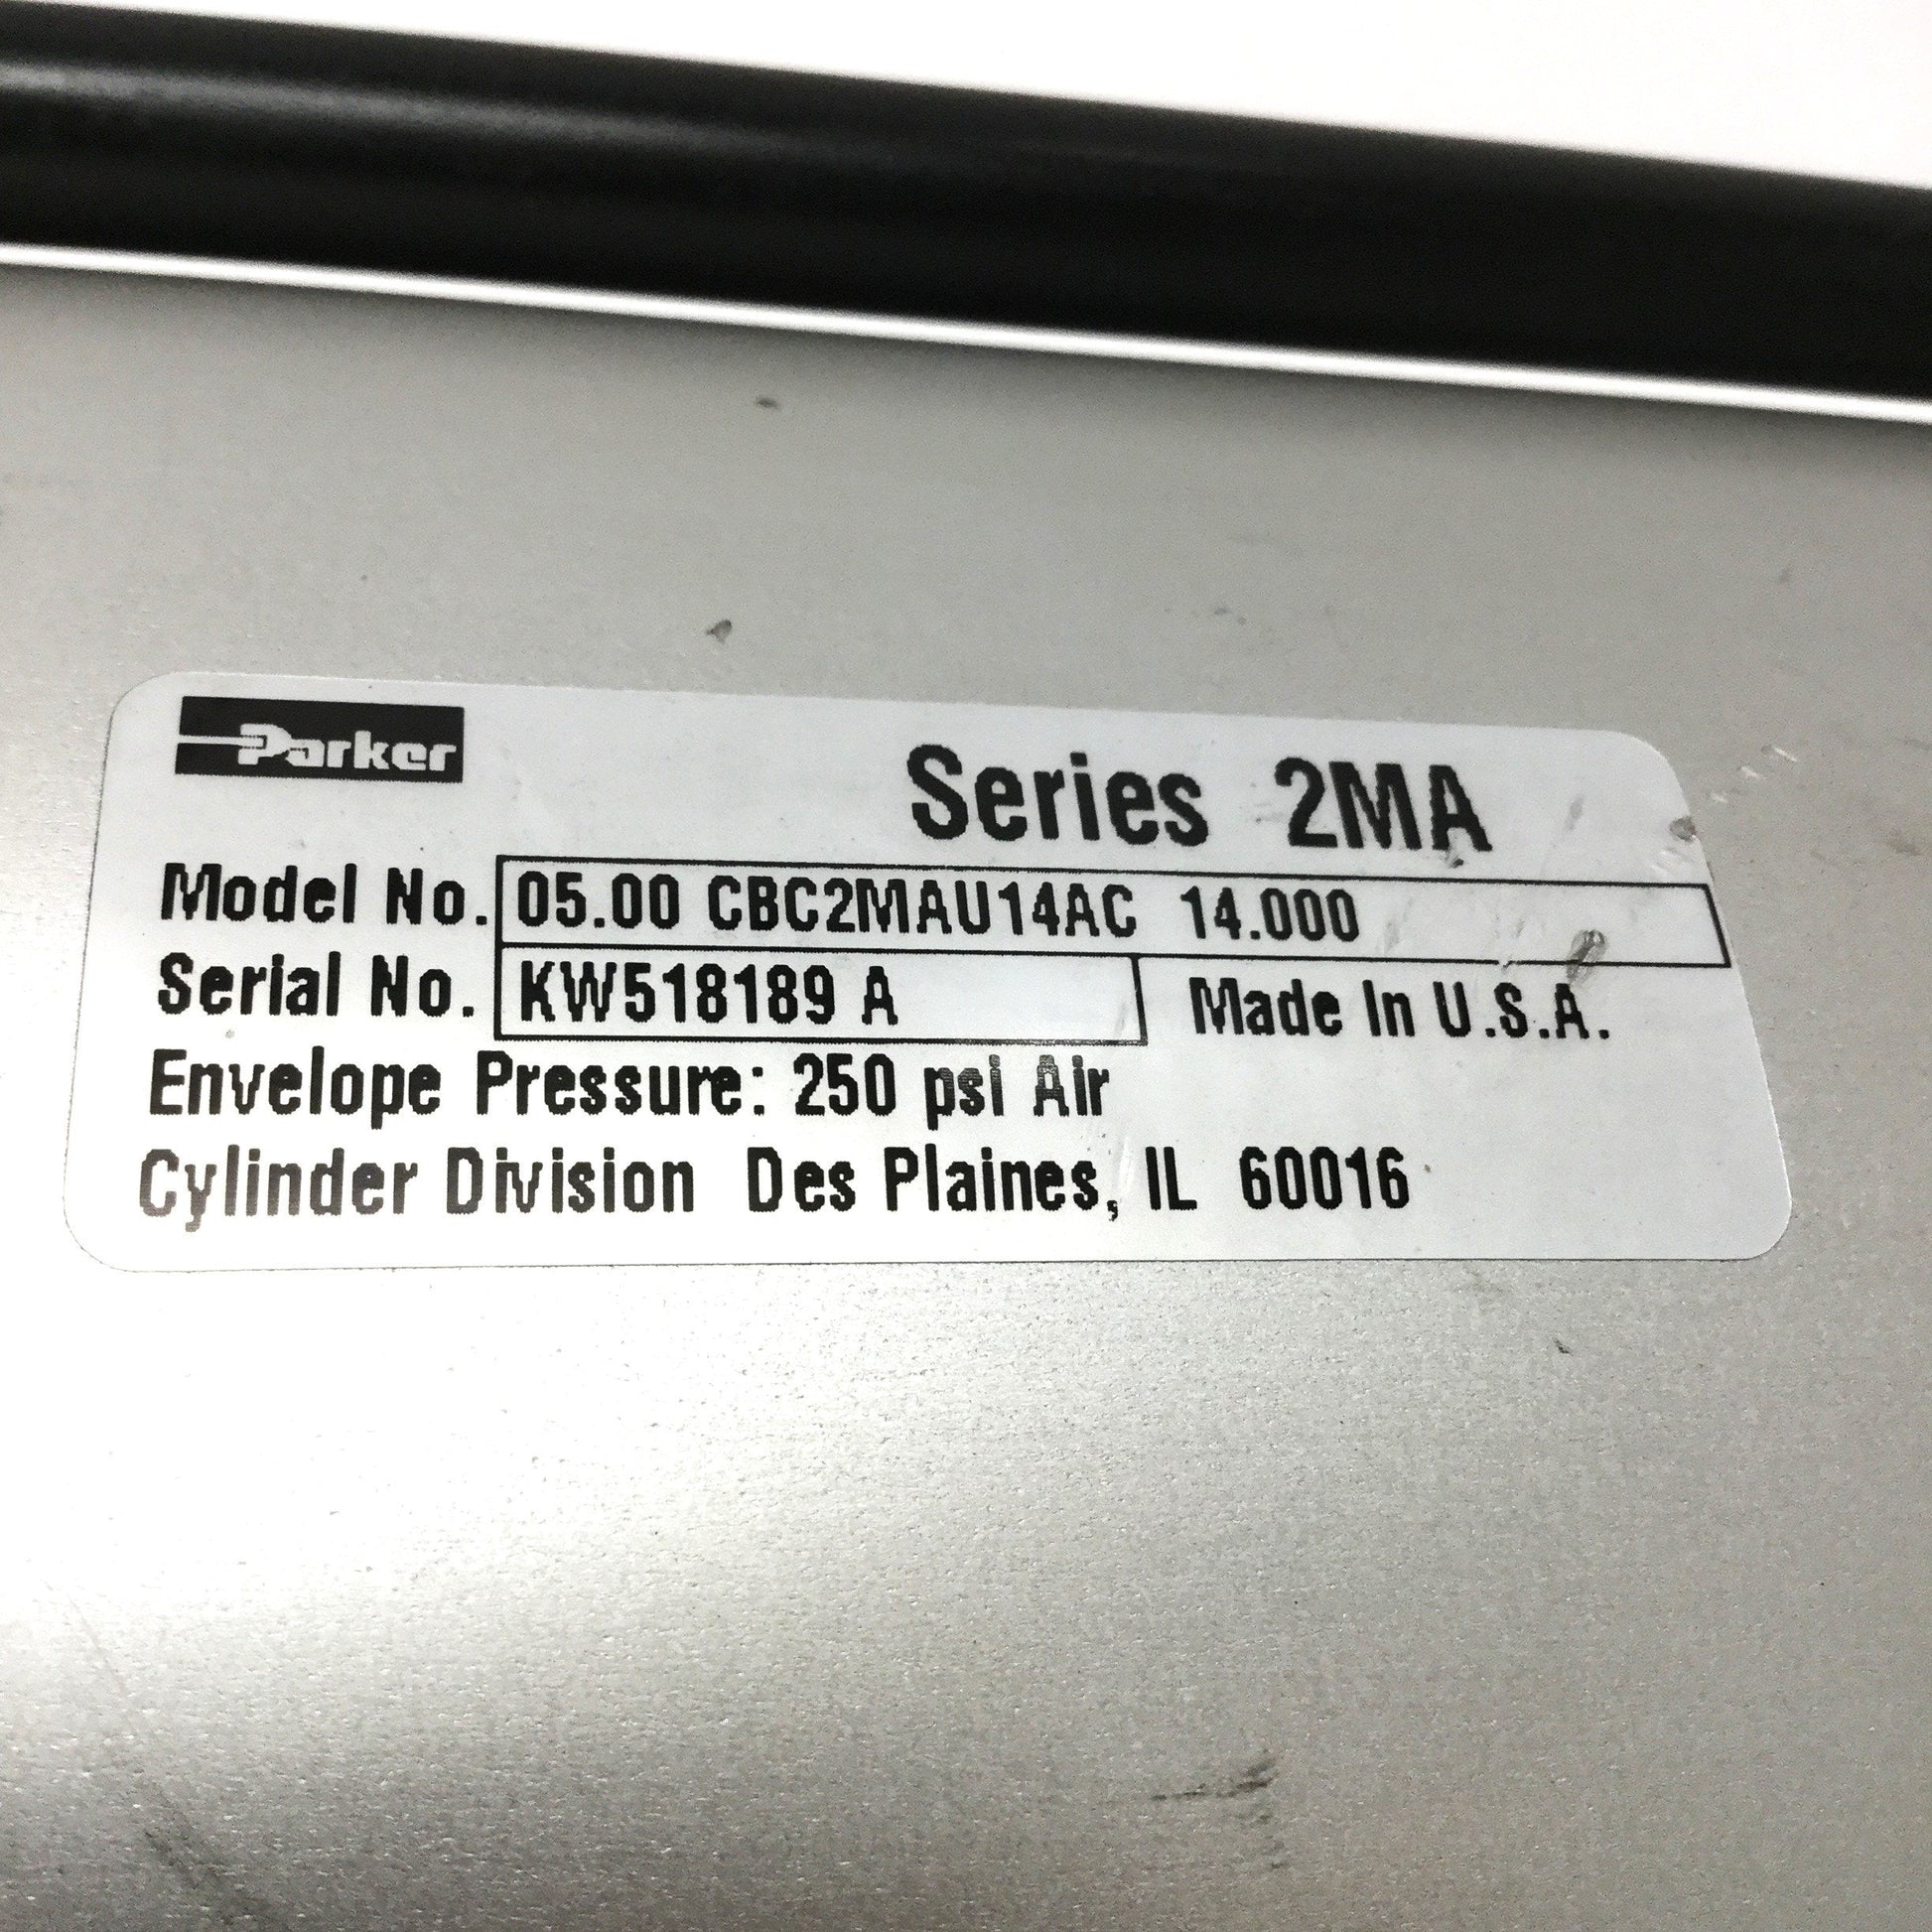 Parker
Series 2MA
Model No. 05.00 CBC2MAU14AC 14.000
Serial No. KW518189 A Made In U.S.A.
Envelope Pressure: 250 psi Air
Cylinder Division Des Plaines, IL 60016